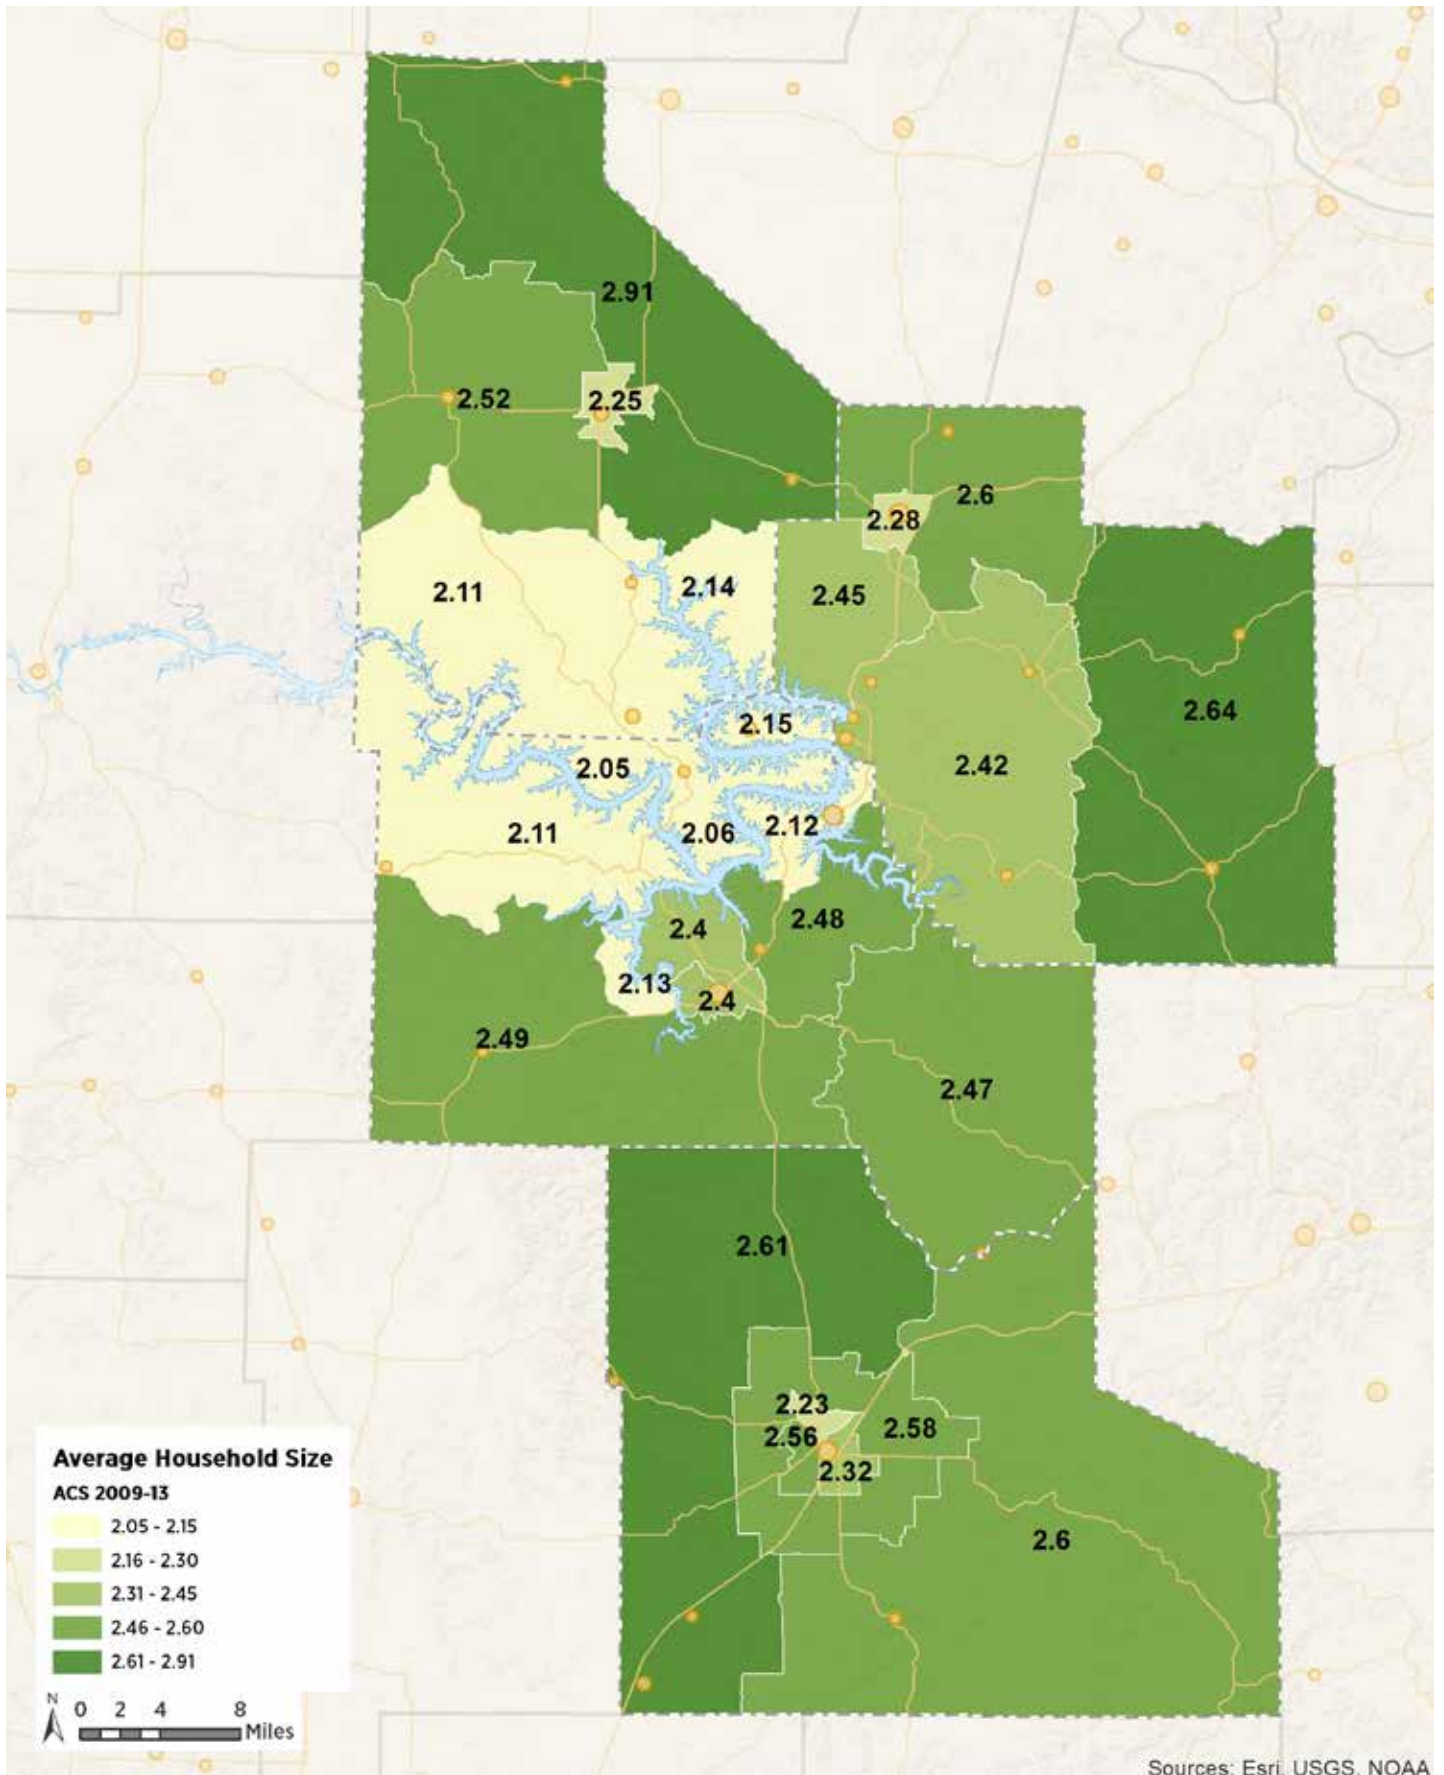 2.91
2.52
2.25
2.6
2.28
2.11
2.14
2.45
2.64
2.15
2.05
2.42
2.11
2.06
2.12
2.48
2.4
2.13
2.4
2.49
2.47
2.61
2.23
2.56
2.58
2.32
2.6
Average Household Size
ACS 2009-13
2.05 - 2.15
2.16 - 2.30
2.31 - 2.45
2.46 - 2.60
2.61 - 2.91
N
0 2 4 8
Miles
Sources: Esri, USGS, NOAA